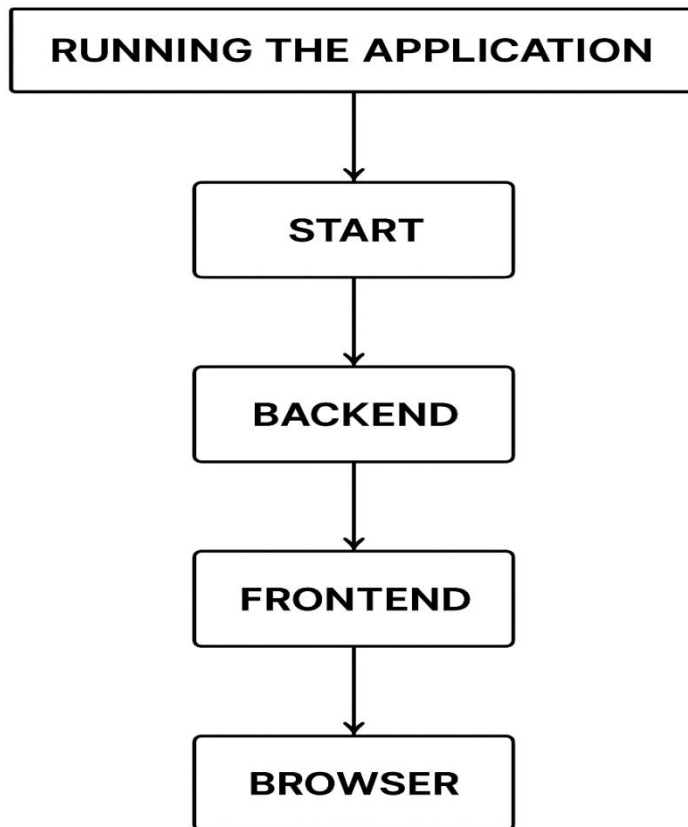 RUNNING THE APPLICATION
START
BACKEND
FRONTEND
BROWSER